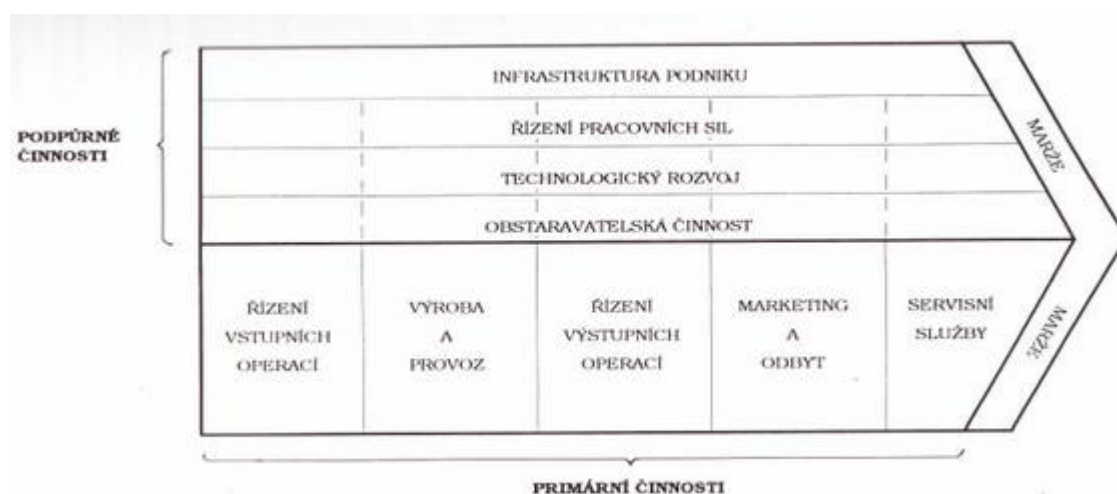 INFRASTRUKTURA PODNIKU
ŘÍZENÍ PRACOVNÍCH SIL
PODPŮRNÉ
ČINNOSTI
TECHNOLOGICKÝ ROZVOJ
OBSTARAVATELSKÁ ČINNOST
MARŽE
ŘÍZENÍ
VSTUPNÍCH
OPERACÍ
VÝROBA
A
PROVOZ
ŘÍZENÍ
VÝSTUPNÍCH
OPERACÍ
MARKETING
A
ODBYT
SERVISNÍ
SLUŽBY
MARŽE
PRIMÁRNÍ ČINNOSTI